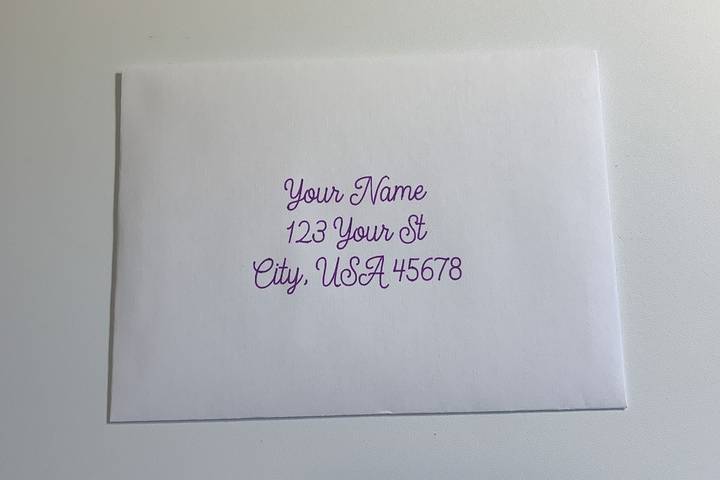 Your Name
123 Your St
City, USA 45678